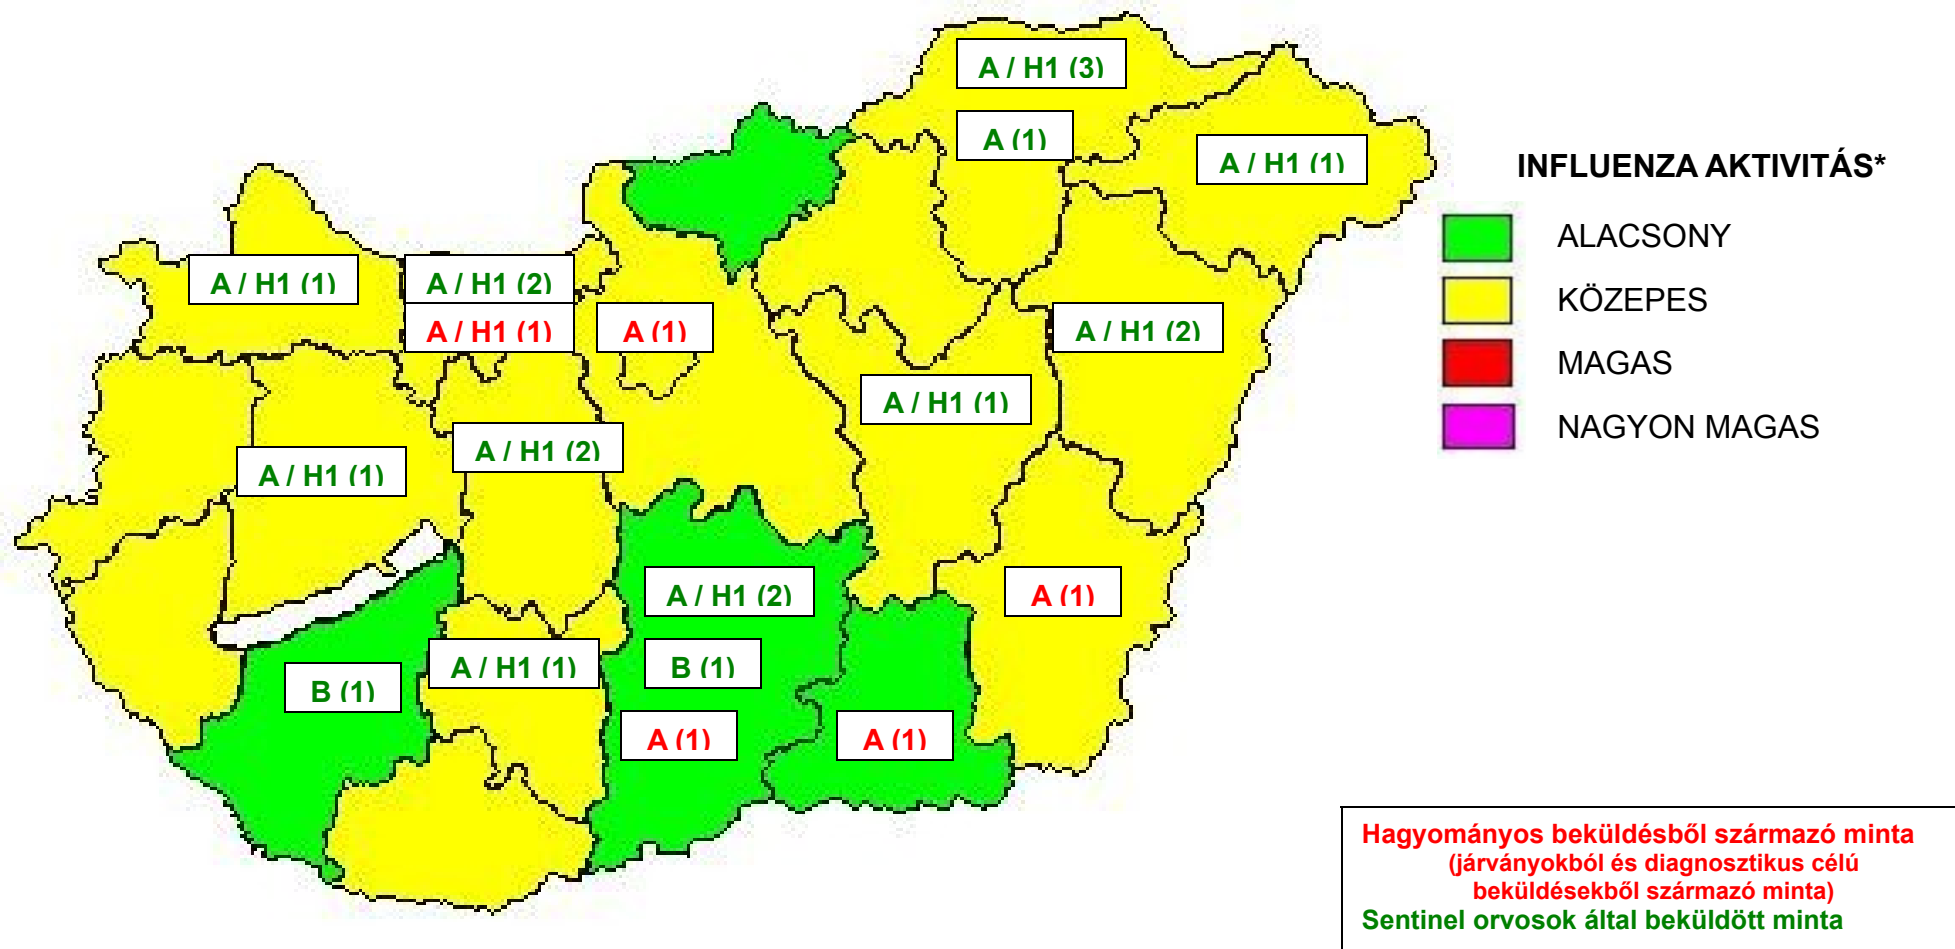 A / H1 (3)
A (1)
A / H1 (1)
INFLUENZA AKTIVITÁS*
ALACSONY
KÖZEPES
MAGAS
NAGYON MAGAS
A / H1 (1)
A / H1 (2)
A / H1 (1)
A (1)
A / H1 (2)
A / H1 (1)
A / H1 (2)
A / H1 (1)
A / H1 (2)
A (1)
B (1)
A / H1 (1)
B (1)
A (1)
A (1)
Hagyományos beküldésből származó minta
(járványokból és diagnosztikus célú
beküldésekből származó minta)
Sentinel orvosok által beküldött minta